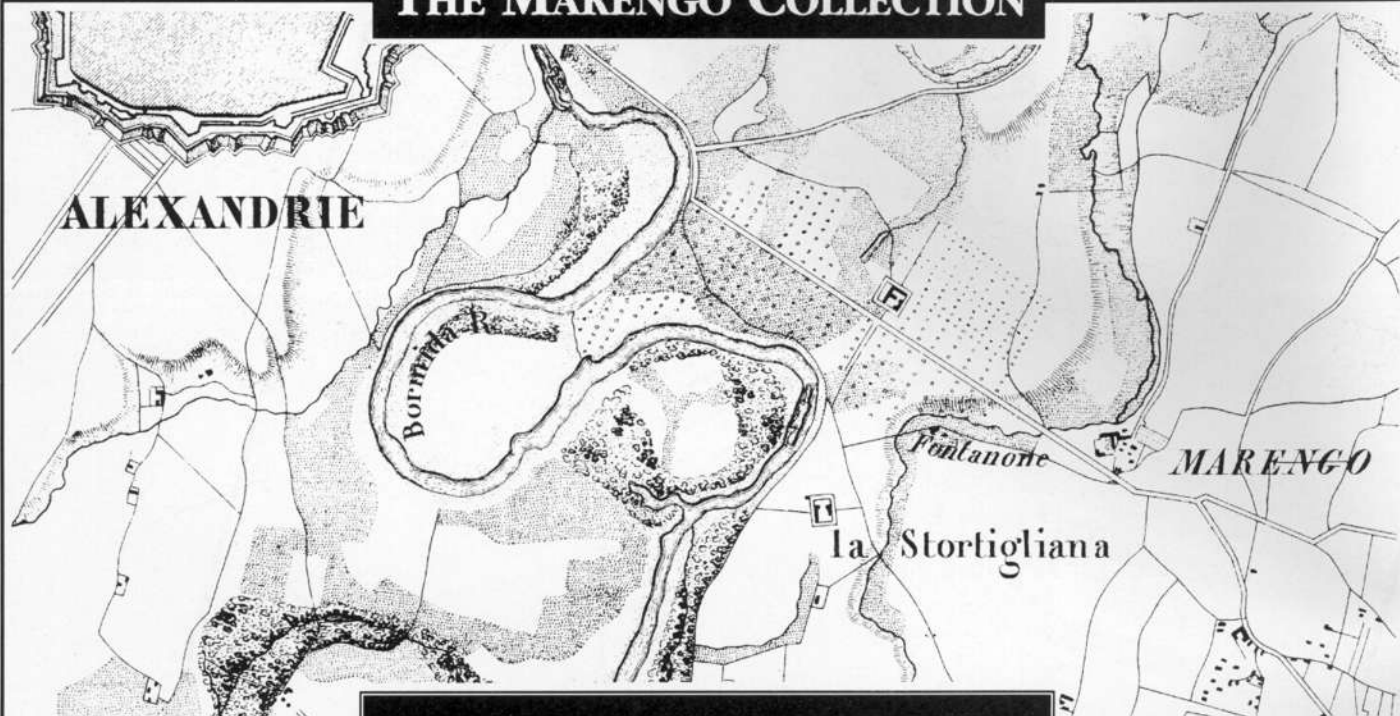 THE MARENGO COLLECTION
ALEXANDRIE
Bormida R
Fontanone
MARENGO
la Stortigliana